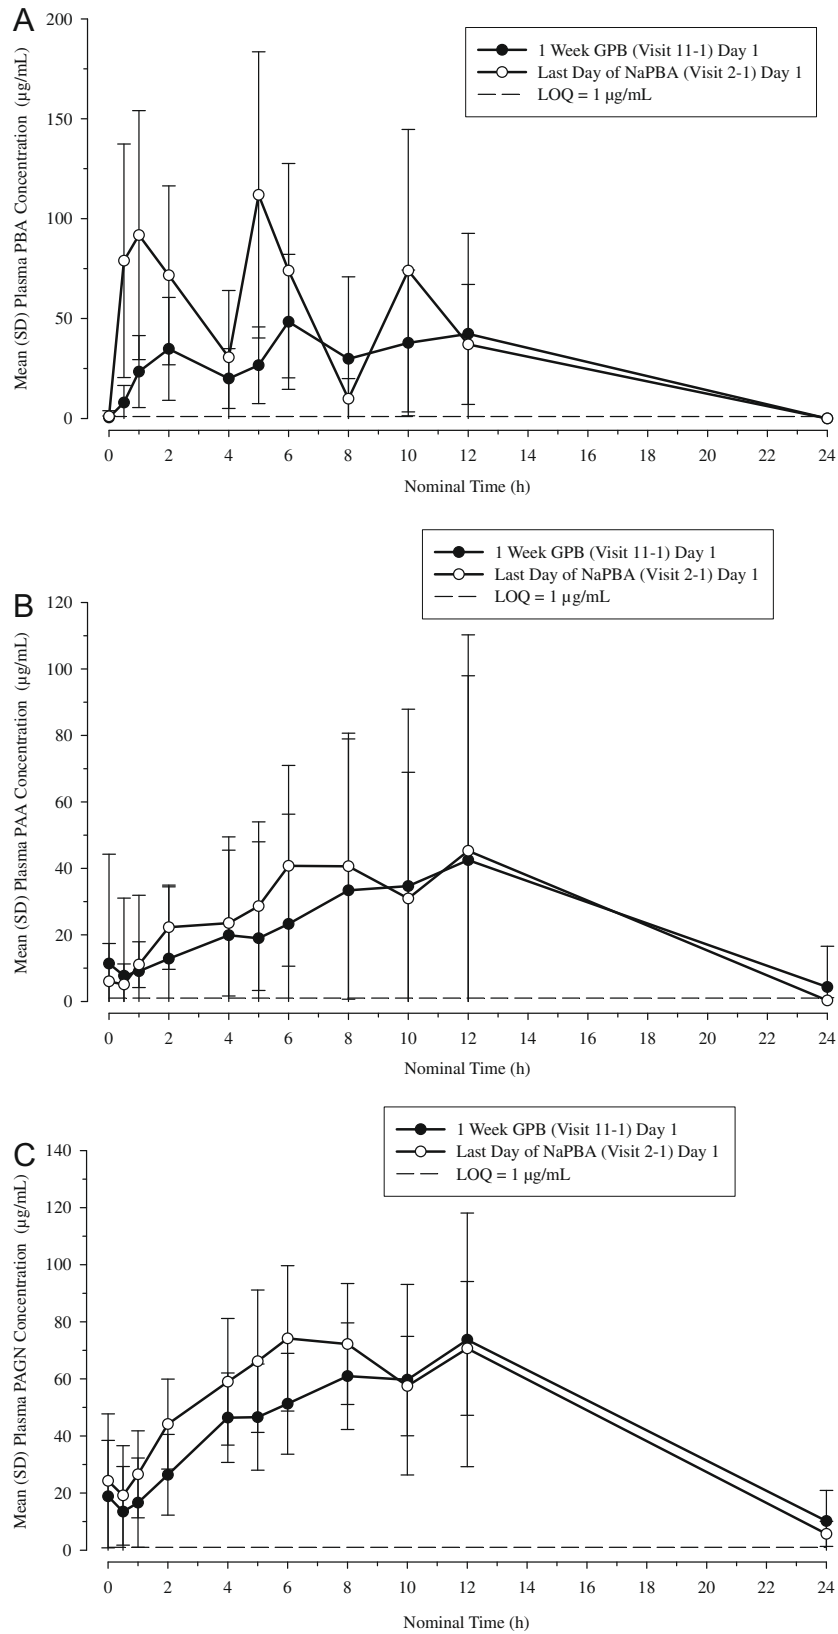 A
Mean (SD) Plasma PBA Concentration (µg/mL)
200
150
100
50
0
1 Week GPB (Visit 11-1) Day 1
Last Day of NaPBA (Visit 2-1) Day 1
LOQ = 1 µg/mL
0 2 4 6 8 10 12 14 16 18 20 22 24
Nominal Time (h)
B
Mean (SD) Plasma PAA Concentration (µg/mL)
1 Week GPB (Visit 11-1) Day 1
Last Day of NaPBA (Visit 2-1) Day 1
LOQ = 1 µg/mL
120
100
80
60
40
20
0
0 2 4 6 8 10 12 14 16 18 20 22 24
Nominal Time (h)
C
Mean (SD) Plasma PAGN Concentration (µg/mL)
1 Week GPB (Visit 11-1) Day 1
Last Day of NaPBA (Visit 2-1) Day 1
LOQ = 1 µg/mL
140
120
100
80
60
40
20
0
0 2 4 6 8 10 12 14 16 18 20 22 24
Nominal Time (h)